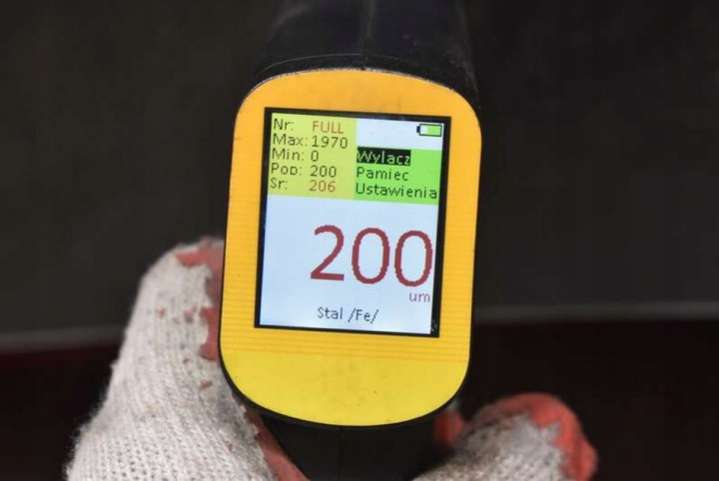 Nr: FULL
Max: 1970
Min: 0
Pop: 200
Sr: 206
Wylacz
Pamiec
Ustawienia
200
um
Stal /Fe/